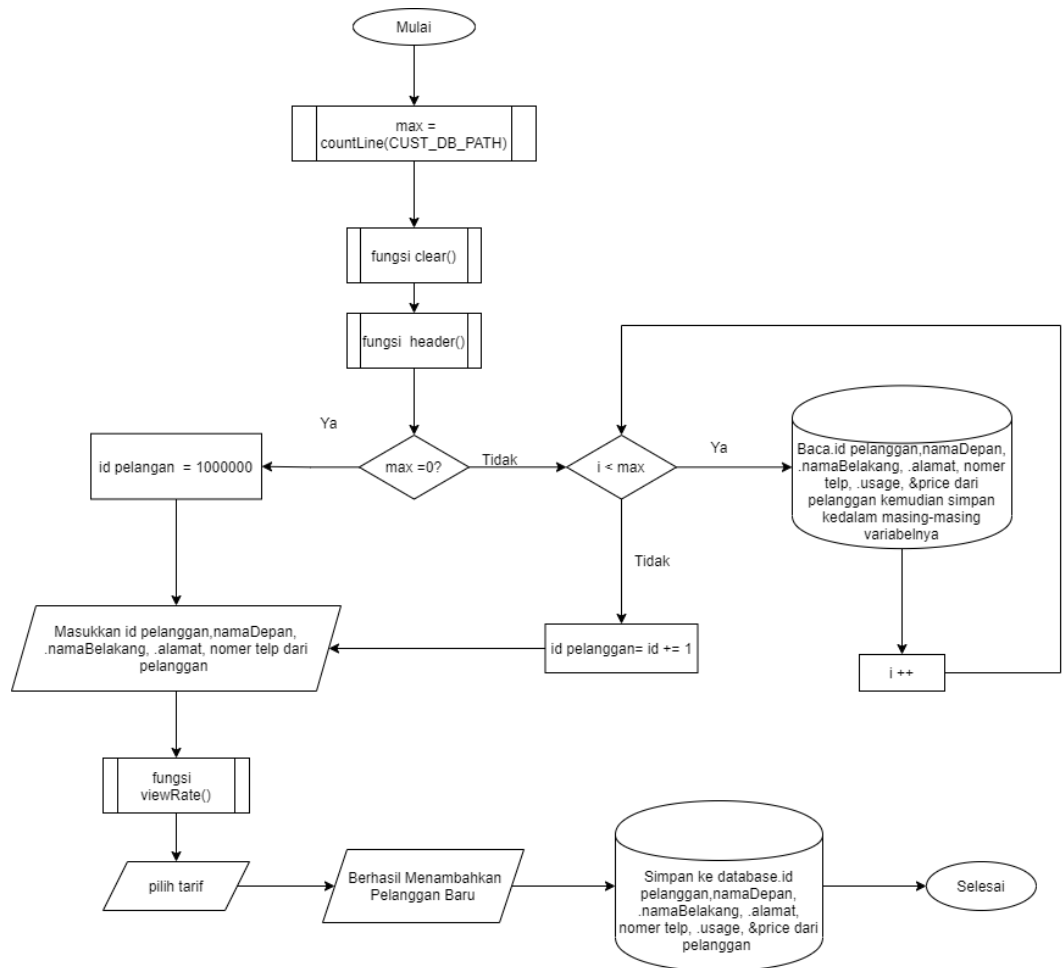 Mulai
max =
countLine(CUST_DB_PATH)
fungsi clear()
fungsi header()
Ya
max =0?
Tidak
id pelangan = 1000000
i < max
Ya
Baca.id pelanggan,namaDepan,
.namaBelakang, .alamat, nomer
telp, .usage, &price dari
pelanggan kemudian simpan
kedalam masing-masing
variabelnya
Tidak
i ++
id pelanggan= id += 1
Masukkan id pelanggan,namaDepan,
.namaBelakang, .alamat, nomer telp dari
pelanggan
fungsi
viewRate()
pilih tarif
Berhasil Menambahkan
Pelanggan Baru
Simpan ke database.id
pelanggan,namaDepan,
.namaBelakang, .alamat,
nomer telp, .usage, &price dari
pelanggan
Selesai